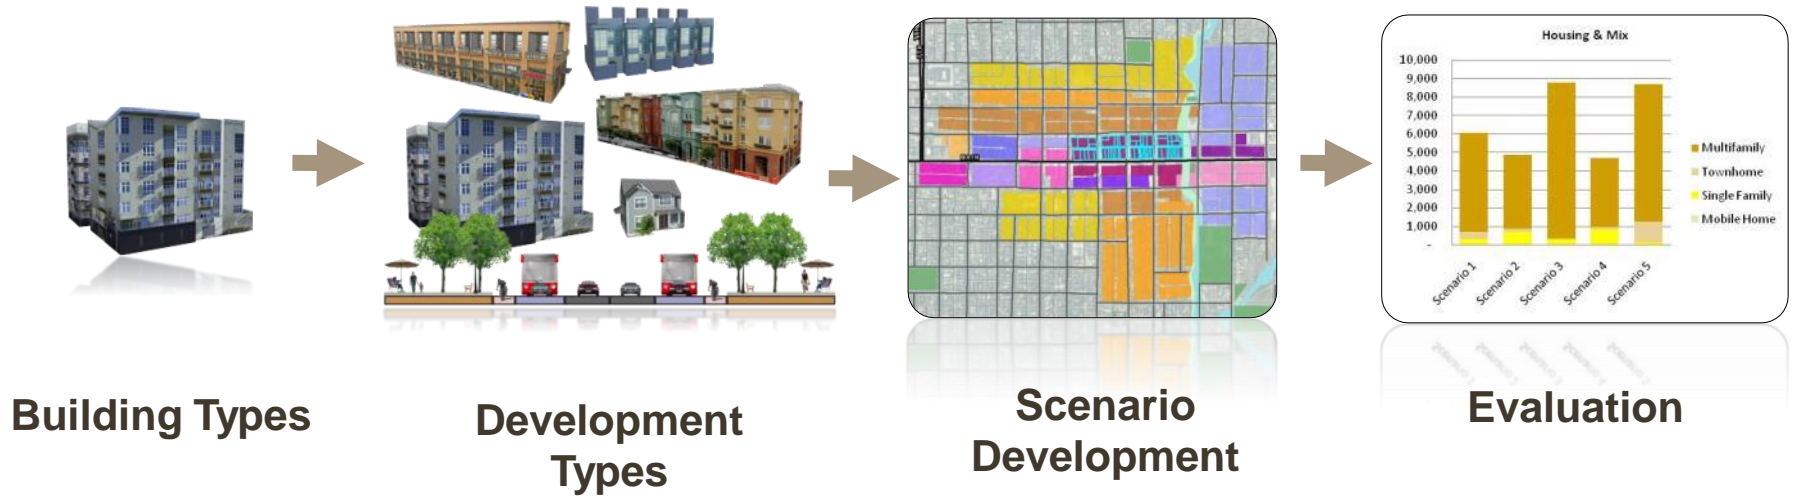 Housing & Mix
10,000
9,000
8,000
7,000
6,000
5,000
4,000
3,000
2,000
1,000
-
Scenario 1
Scenario 2
Scenario 3
Scenario 4
Scenario 5
Multifamily
Townhome
Single Family
Mobile Home
Building Types
Development
Types
Scenario
Development
Evaluation